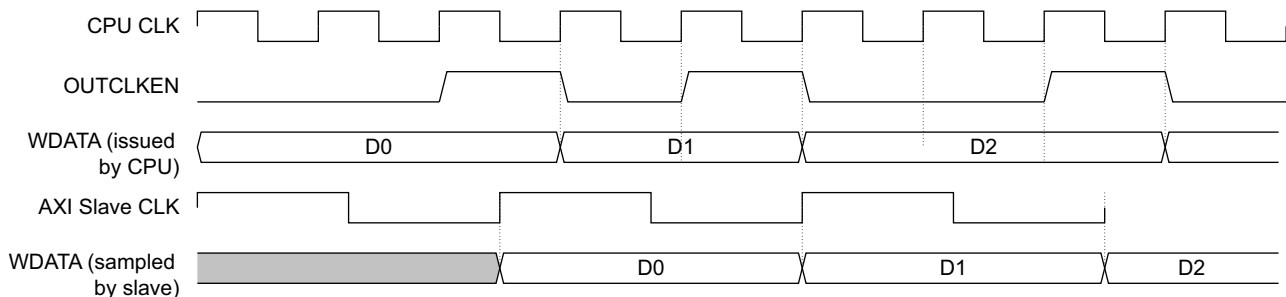 CPU CLK
OUTCLKEN
WDATA (issued
by CPU)
D0
D1
D2
AXI Slave CLK
WDATA (sampled
by slave)
D0
D1
D2